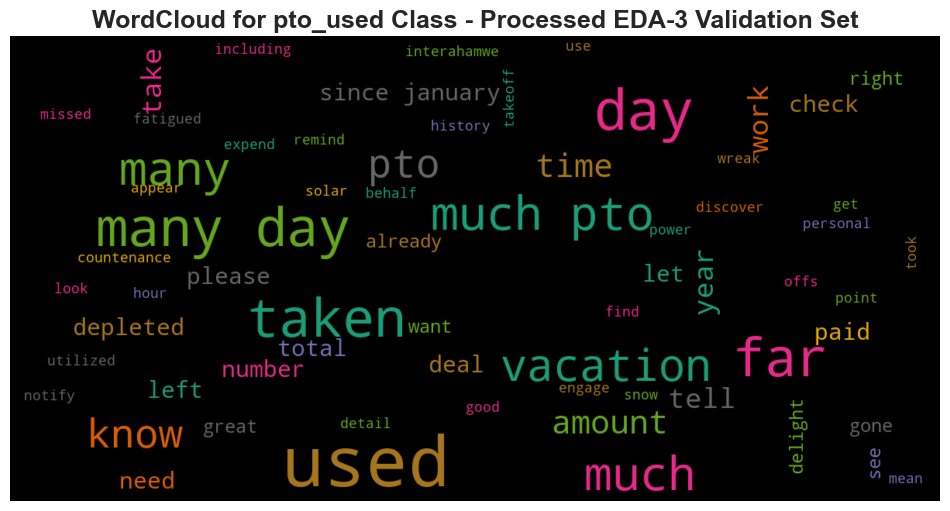 WordCloud for pto_used Class - Processed EDA-3 Validation Set
including
interahamwe
use
take
since january
takeoff
day
work
check
right
missed
fatigued
history
expend
remind
many
pto
time
wreak
appear
solar
behalf
much pto
discover
get
personal
many day
already
power
took
countenance
please
let
year
offs
look
hour
point
taken
find
depleted
want
paid
total
utilized
number
deal
vacation
far
notify
left
engage
snow
tell
good
know
great
detail
amount
delight
gone
used
need
much
see
mean